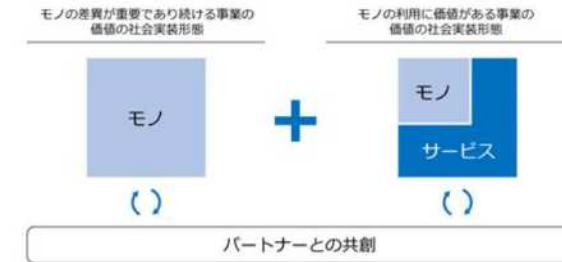 モノの差異が重要であり続ける事業の
価値の社会実装形態
モノの利用に価値がある事業の
価値の社会実装形態
モノ
モノ
サービス
パートナーとの共創